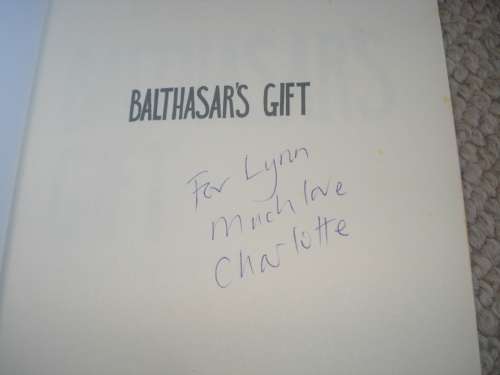 BALTHASAR'S GIFT
For Lynn
Much love
Charlotte